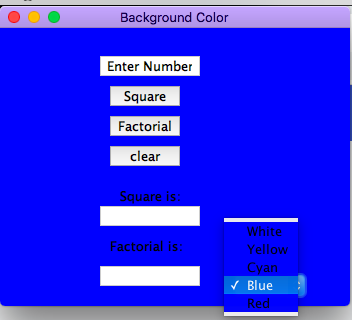 Background Color
Enter Number
Square
Factorial
clear
Square is:
Factorial is:
White
Yellow
Cyan
✓ Blue
Red